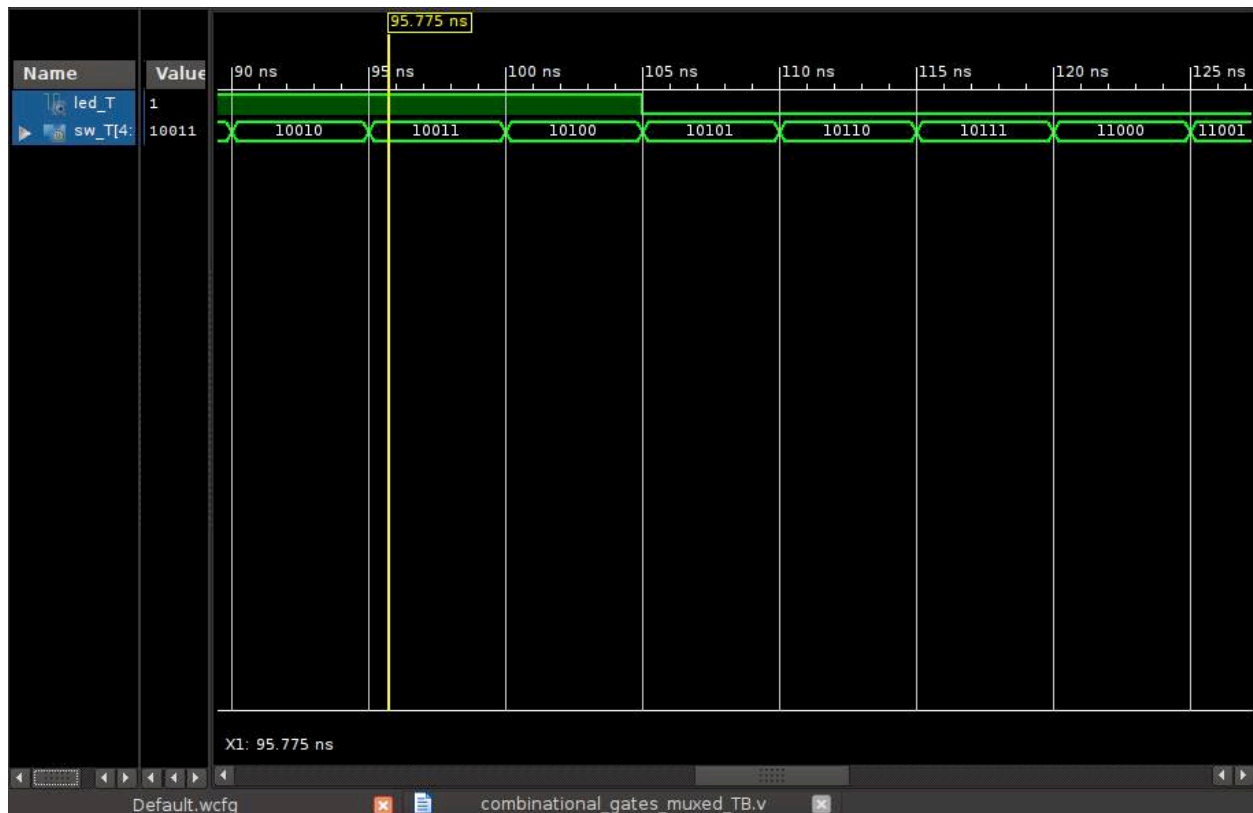 95.775 ns
Name Value 90 ns 95 ns 100 ns 105 ns 110 ns 115 ns 120 ns 125 ns
led_T 1
sw_T[4: 10011 10010 10011 10100 10101 10110 10111 11000 11001
X1: 95.775 ns
Default.wcfg combinational_gates_muxed_TB.v